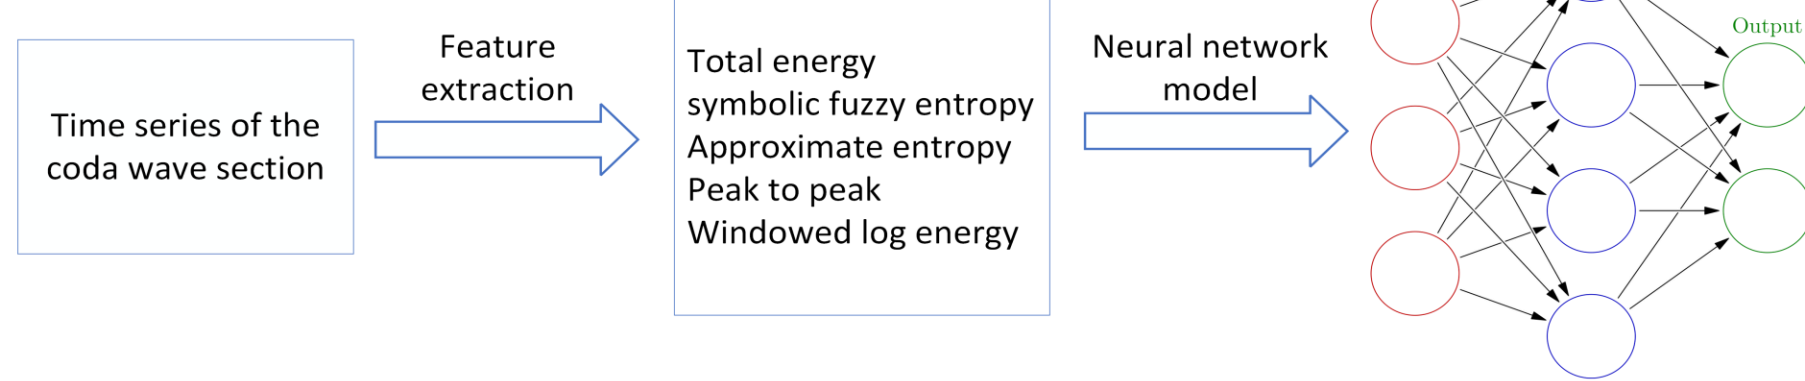 Time series of the
coda wave section
Feature
extraction
Total energy
symbolic fuzzy entropy
Approximate entropy
Peak to peak
Windowed log energy
Neural network
model
Output